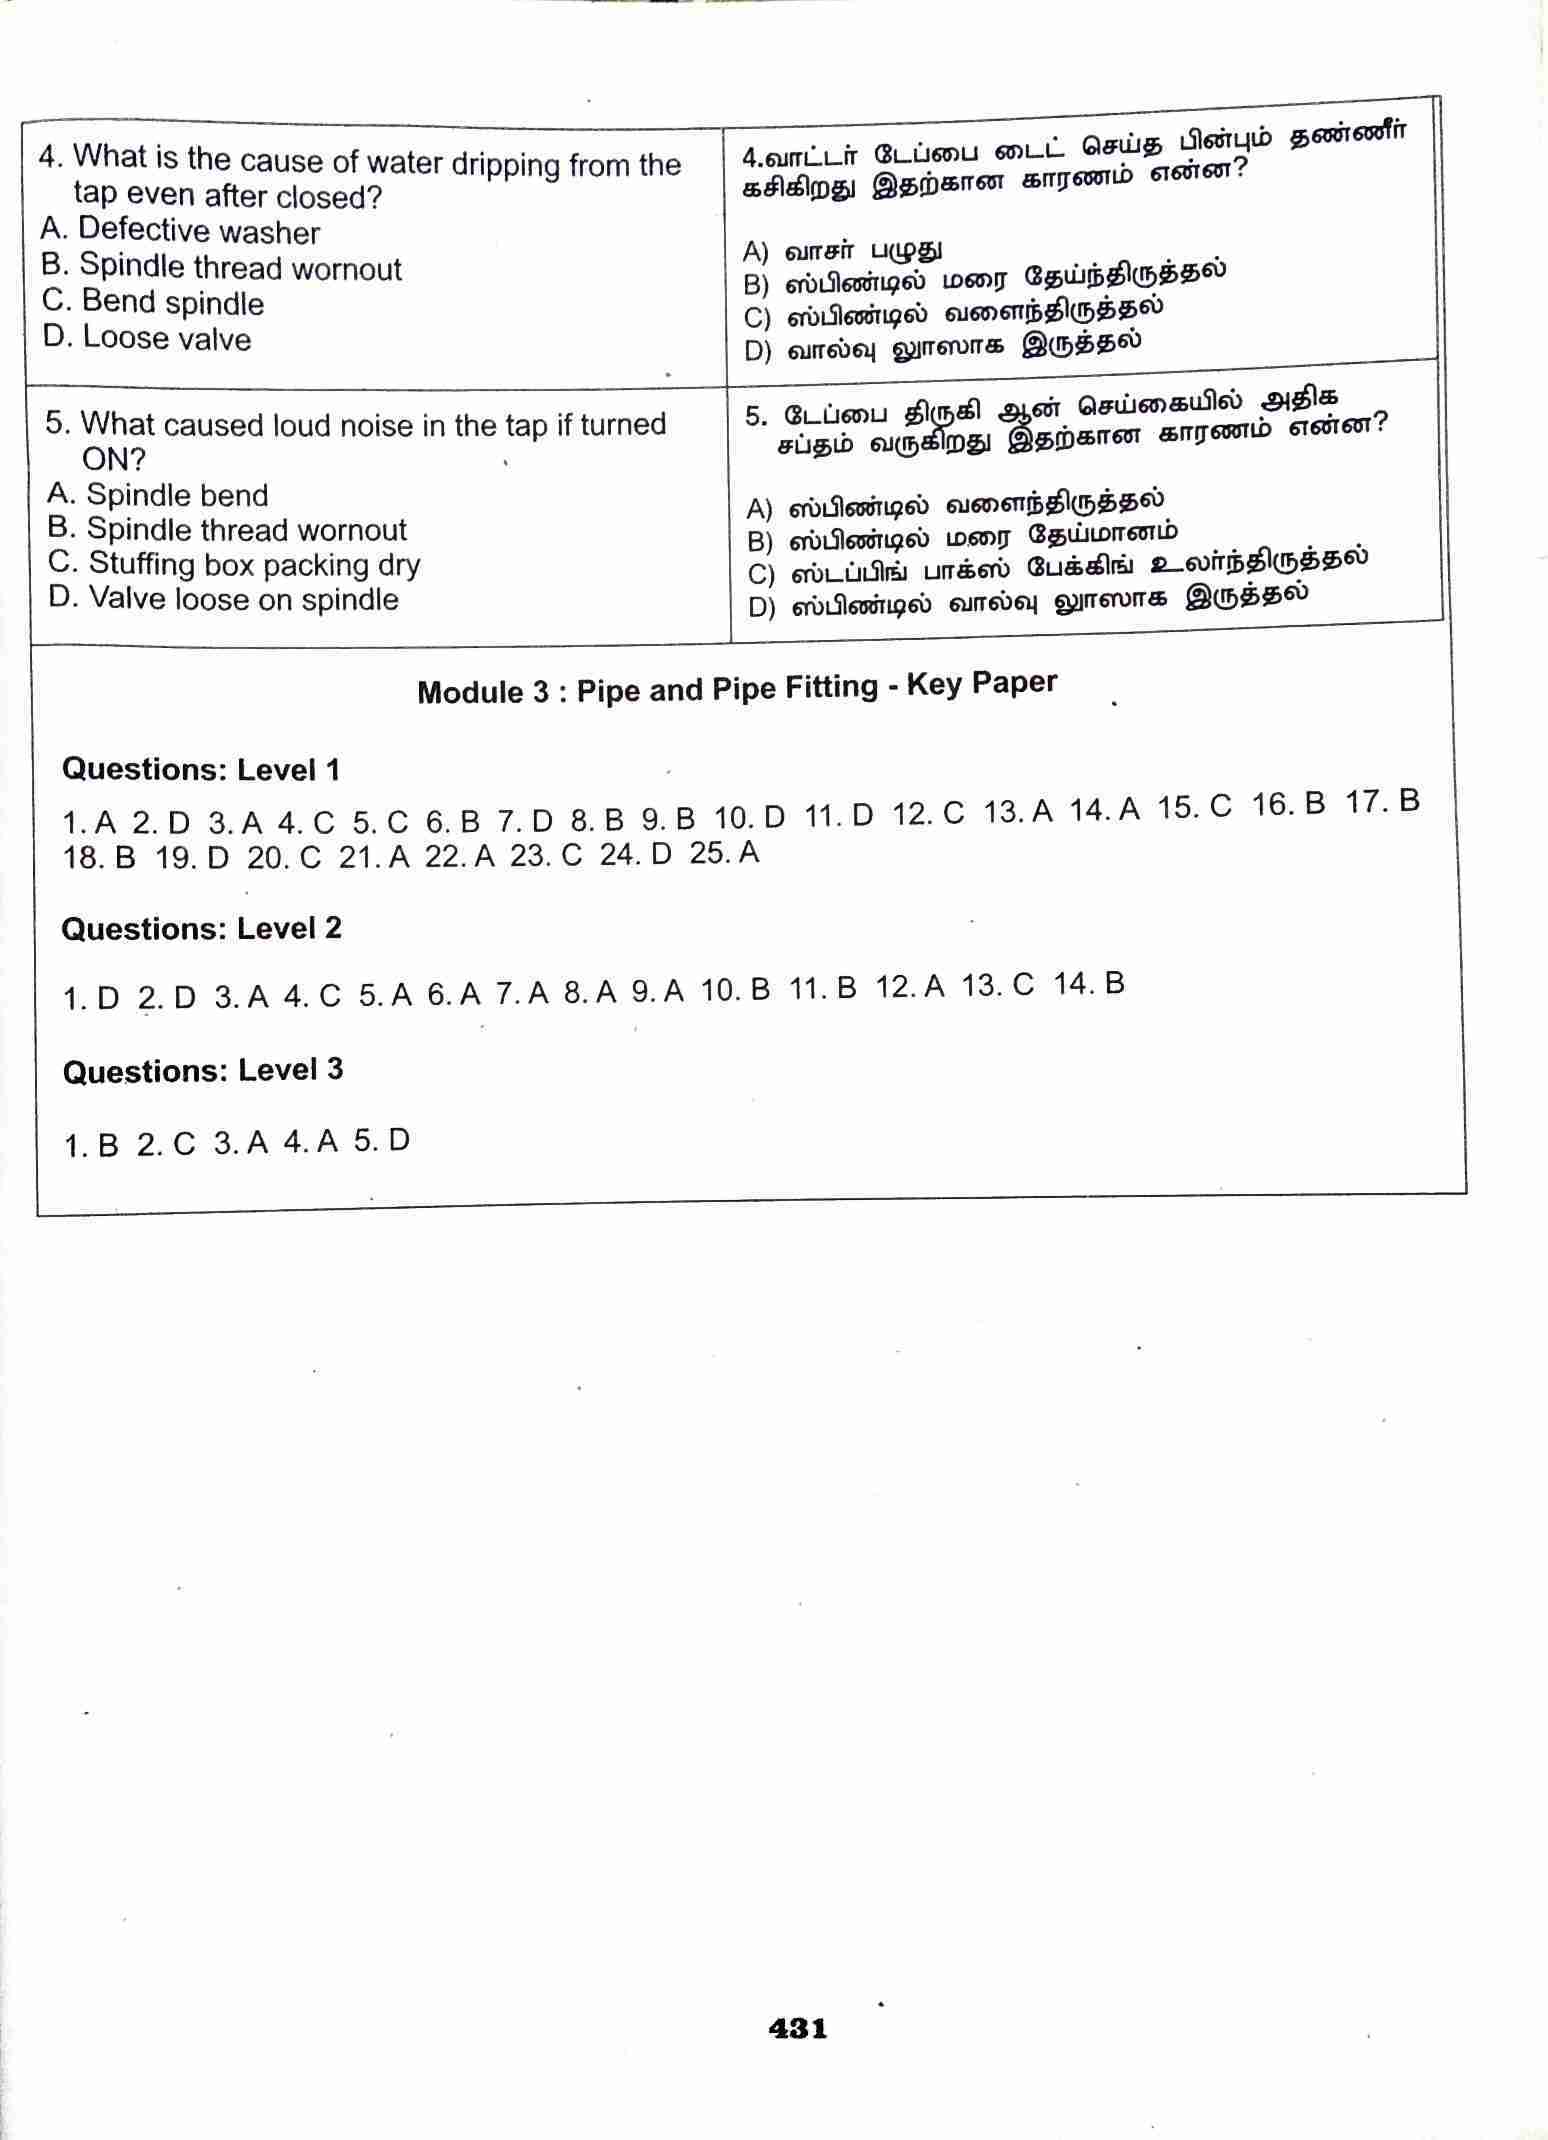 4. What is the cause of water dripping from the
tap even after closed?
A. Defective washer
B. Spindle thread wornout
C. Bend spindle
D. Loose valve
4.வாட்டர் டேப்பை டைட் செய்த பின்பும் தண்ணீர்
கசிகிறது இதற்கான காரணம் என்ன?
A) வாசர் பழுது
B) ஸ்பிண்டில் மரை தேய்ந்திருத்தல்
C) ஸ்பிண்டில் வளைந்திருத்தல்
D) வால்வு லுாஸாக இருத்தல்
5. What caused loud noise in the tap if turned
ON?
A. Spindle bend
B. Spindle thread wornout
C. Stuffing box packing dry
D. Valve loose on spindle
5. டேப்பை திருகி ஆன் செய்கையில் அதிக
சப்தம் வருகிறது இதற்கான காரணம் என்ன?
A) ஸ்பிண்டில் வளைந்திருத்தல்
B) ஸ்பிண்டில் மரை தேய்மானம்
C) ஸ்டப்பிங் பாக்ஸ் பேக்கிங் உலர்ந்திருத்தல்
D) ஸ்பிண்டில் வால்வு லுாஸாக இருத்தல்
Module 3 : Pipe and Pipe Fitting - Key Paper
Questions: Level 1
1. A 2. D 3. A 4. C 5. C 6. B 7. D 8. B 9. B 10. D 11. D 12. C 13. A 14. A 15. C 16. B 17. B
18. B 19. D 20. C 21. A 22. A 23. C 24. D 25. A
Questions: Level 2
1. D 2. D 3. A 4. C 5. A 6. A 7. A 8. A 9. A 10. B 11. B 12. A 13. C 14. B
Questions: Level 3
1. B 2. C 3. A 4. A 5. D
431